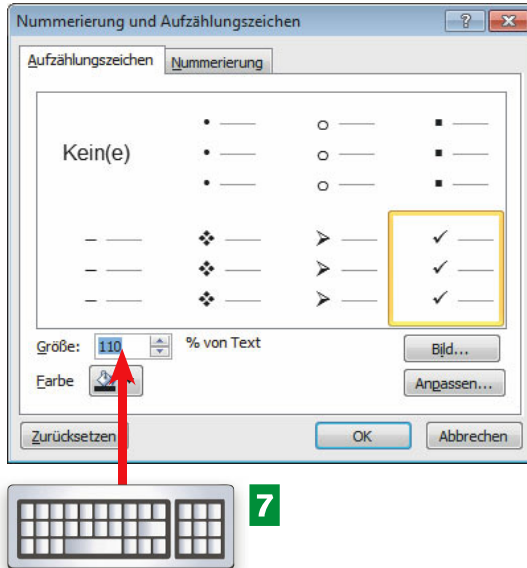 Nummerierung und Aufzählungszeichen
Aufzählungszeichen Nummerierung
Kein(e)
Größe: 110 % von Text Bild...
Farbe Anpassen...
Zurücksetzen OK Abbrechen
7